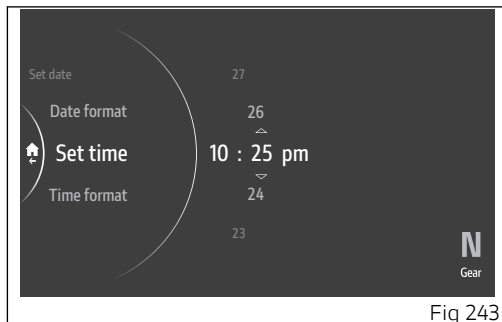 Set date 27
Date format 26
Set time 10 : 25 pm
Time format 24
23
N
Gear
Fig 243